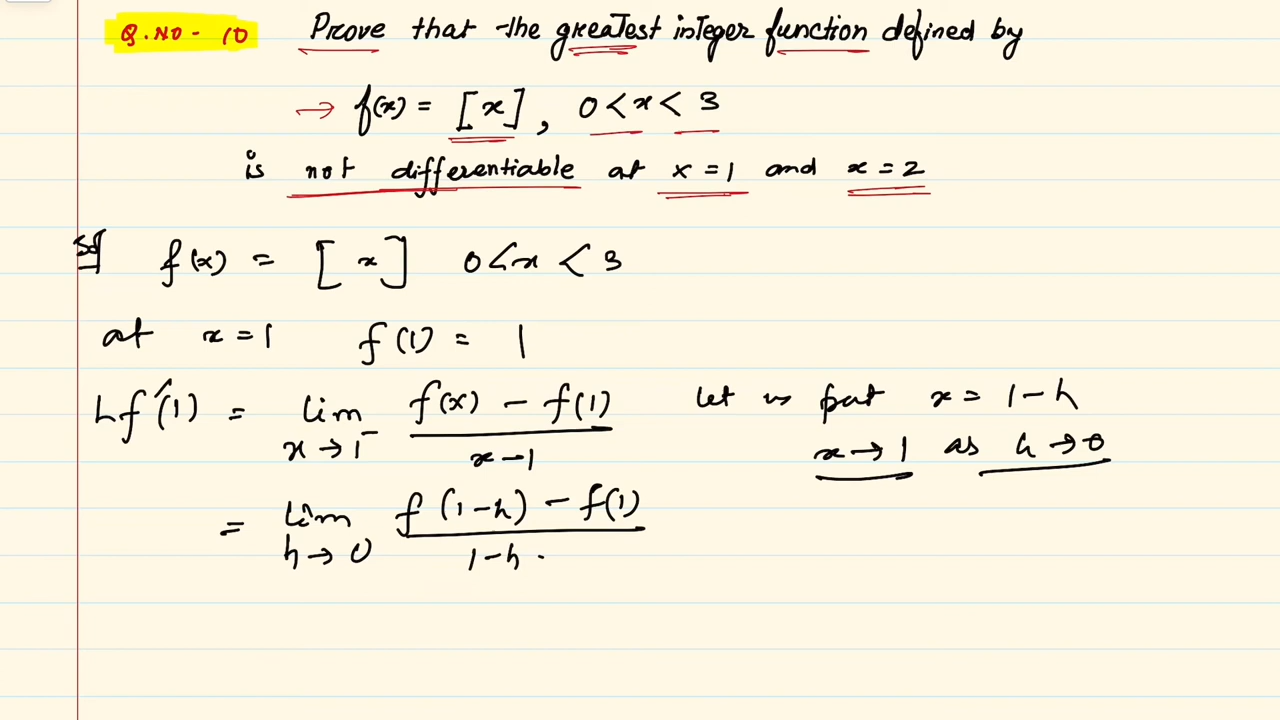 Q.NO - 10 Prove that the greatest integer function defined by
→ f(x) = [x], 0 < x < 3
is not differentiable at x = 1 and x = 2
Sol f(x) = [x] 0 < x < 3
at x = 1 f(1) = 1
Lf'(1) = lim f(x) - f(1) Let us put x = 1-h
x → 1⁻ x - 1 x → 1 as h → 0
= lim f(1-h) - f(1)
h → 0 1-h -